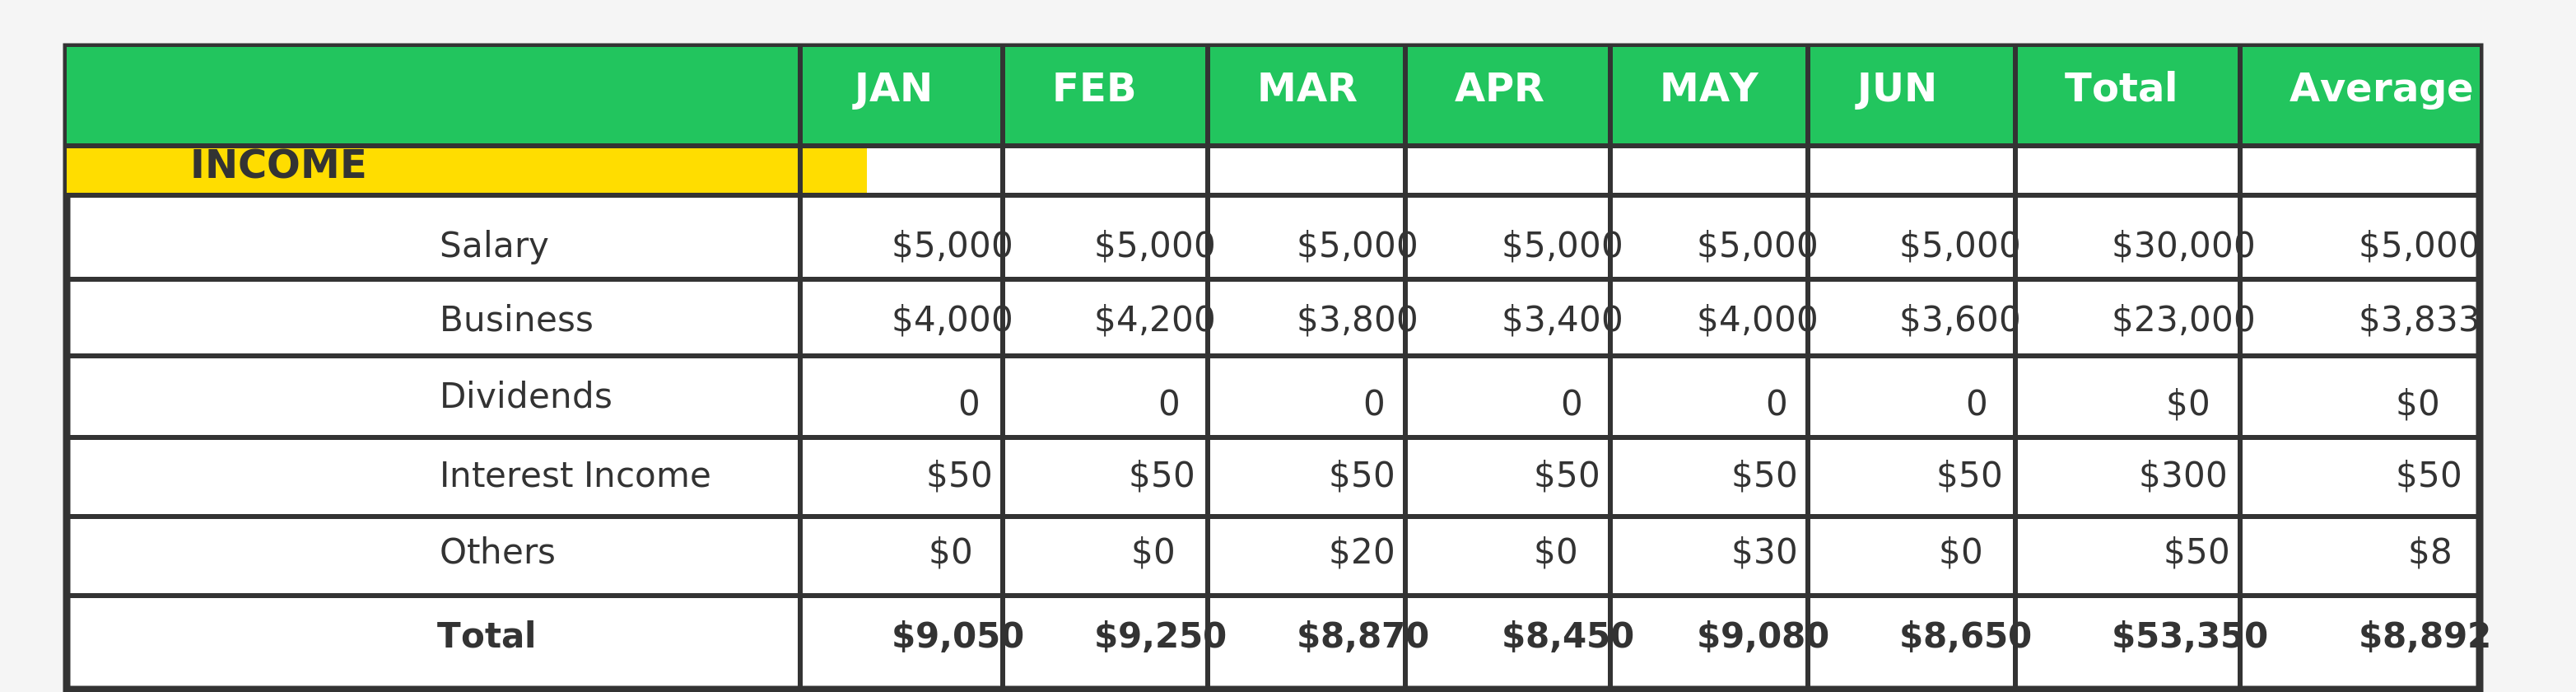 JAN FEB MAR APR MAY JUN Total Average
INCOME
Salary $5,000 $5,000 $5,000 $5,000 $5,000 $5,000 $30,000 $5,000
Business $4,000 $4,200 $3,800 $3,400 $4,000 $3,600 $23,000 $3,833
Dividends 0 0 0 0 0 0 $0 $0
Interest Income $50 $50 $50 $50 $50 $50 $300 $50
Others $0 $0 $20 $0 $30 $0 $50 $8
Total $9,050 $9,250 $8,870 $8,450 $9,080 $8,650 $53,350 $8,892